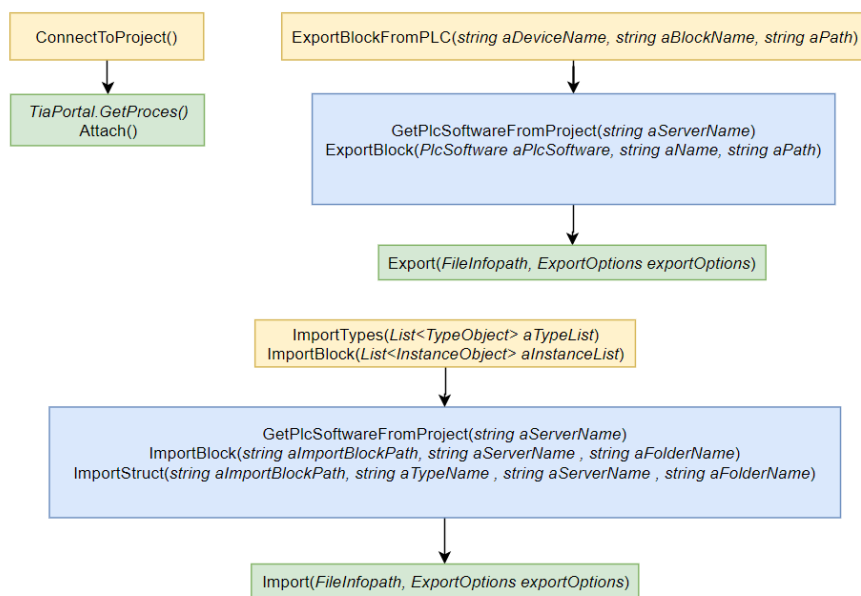 ConnectToProject()
TiaPortal.GetProces()
Attach()
ExportBlockFromPLC(string aDeviceName, string aBlockName, string aPath)
GetPlcSoftwareFromProject(string aServerName)
ExportBlock(PlcSoftware aPlcSoftware, string aName, string aPath)
Export(FileInfopath, ExportOptions exportOptions)
ImportTypes(List<TypeObject> aTypeList)
ImportBlock(List<InstanceObject> aInstanceList)
GetPlcSoftwareFromProject(string aServerName)
ImportBlock(string aImportBlockPath, string aServerName , string aFolderName)
ImportStruct(string aImportBlockPath, string aTypeName , string aServerName , string aFolderName)
Import(FileInfopath, ExportOptions exportOptions)